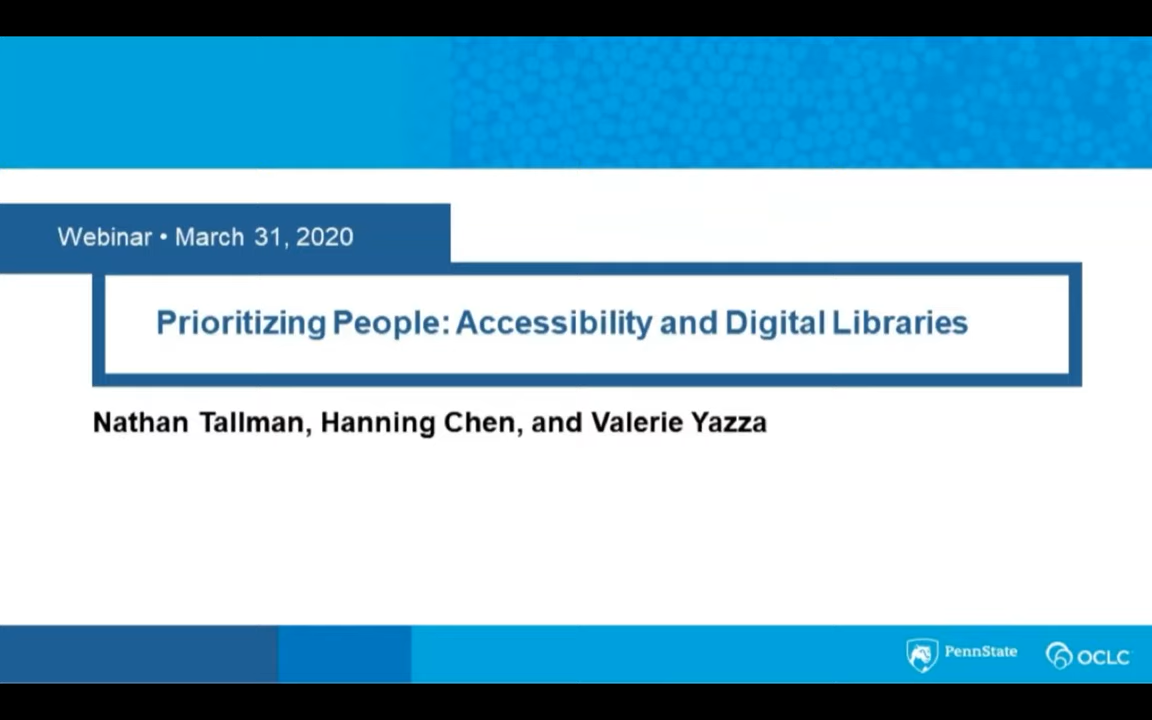 Webinar • March 31, 2020
Prioritizing People: Accessibility and Digital Libraries
Nathan Tallman, Hanning Chen, and Valerie Yazza
PennState
OCLC